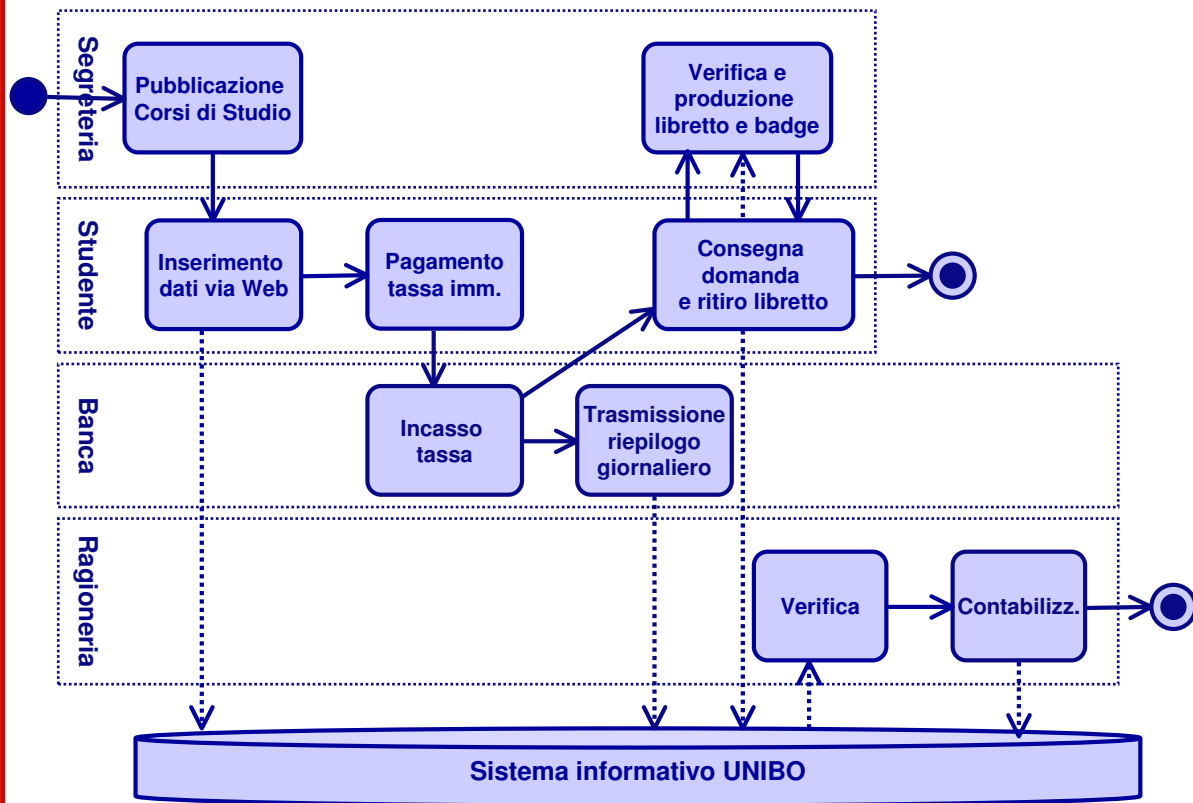 Segreteria
Pubblicazione
Corsi di Studio
Verifica e
produzione
libretto e badge
Studente
Inserimento
dati via Web
Pagamento
tassa imm.
Consegna
domanda
e ritiro libretto
Banca
Incasso
tassa
Trasmissione
riepilogo
giornaliero
Ragioneria
Verifica
Contabilizz.
Sistema informativo UNIBO